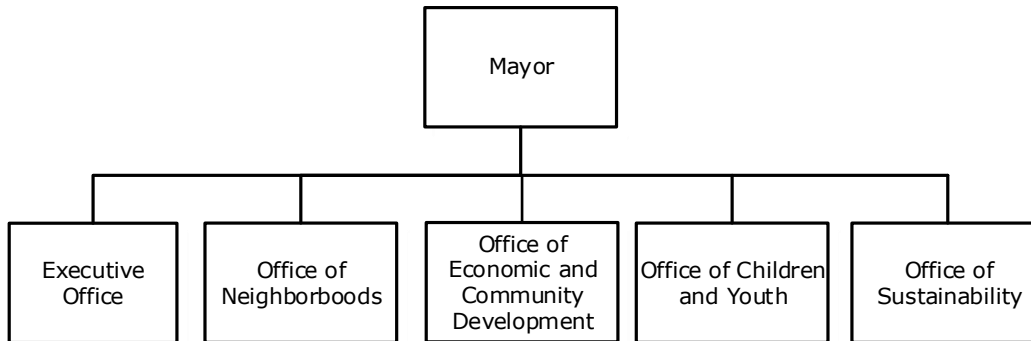 Mayor
Executive
Office
Office of
Neighborboods
Office of
Economic and
Community
Development
Office of Children
and Youth
Office of
Sustainability